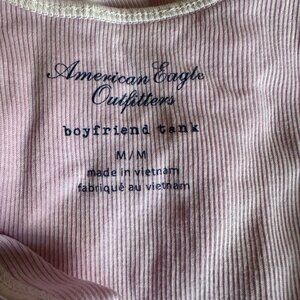 American Eagle
Outfitters
boyfriend tank
M/M
made in vietnam
fabriqué au vietnam